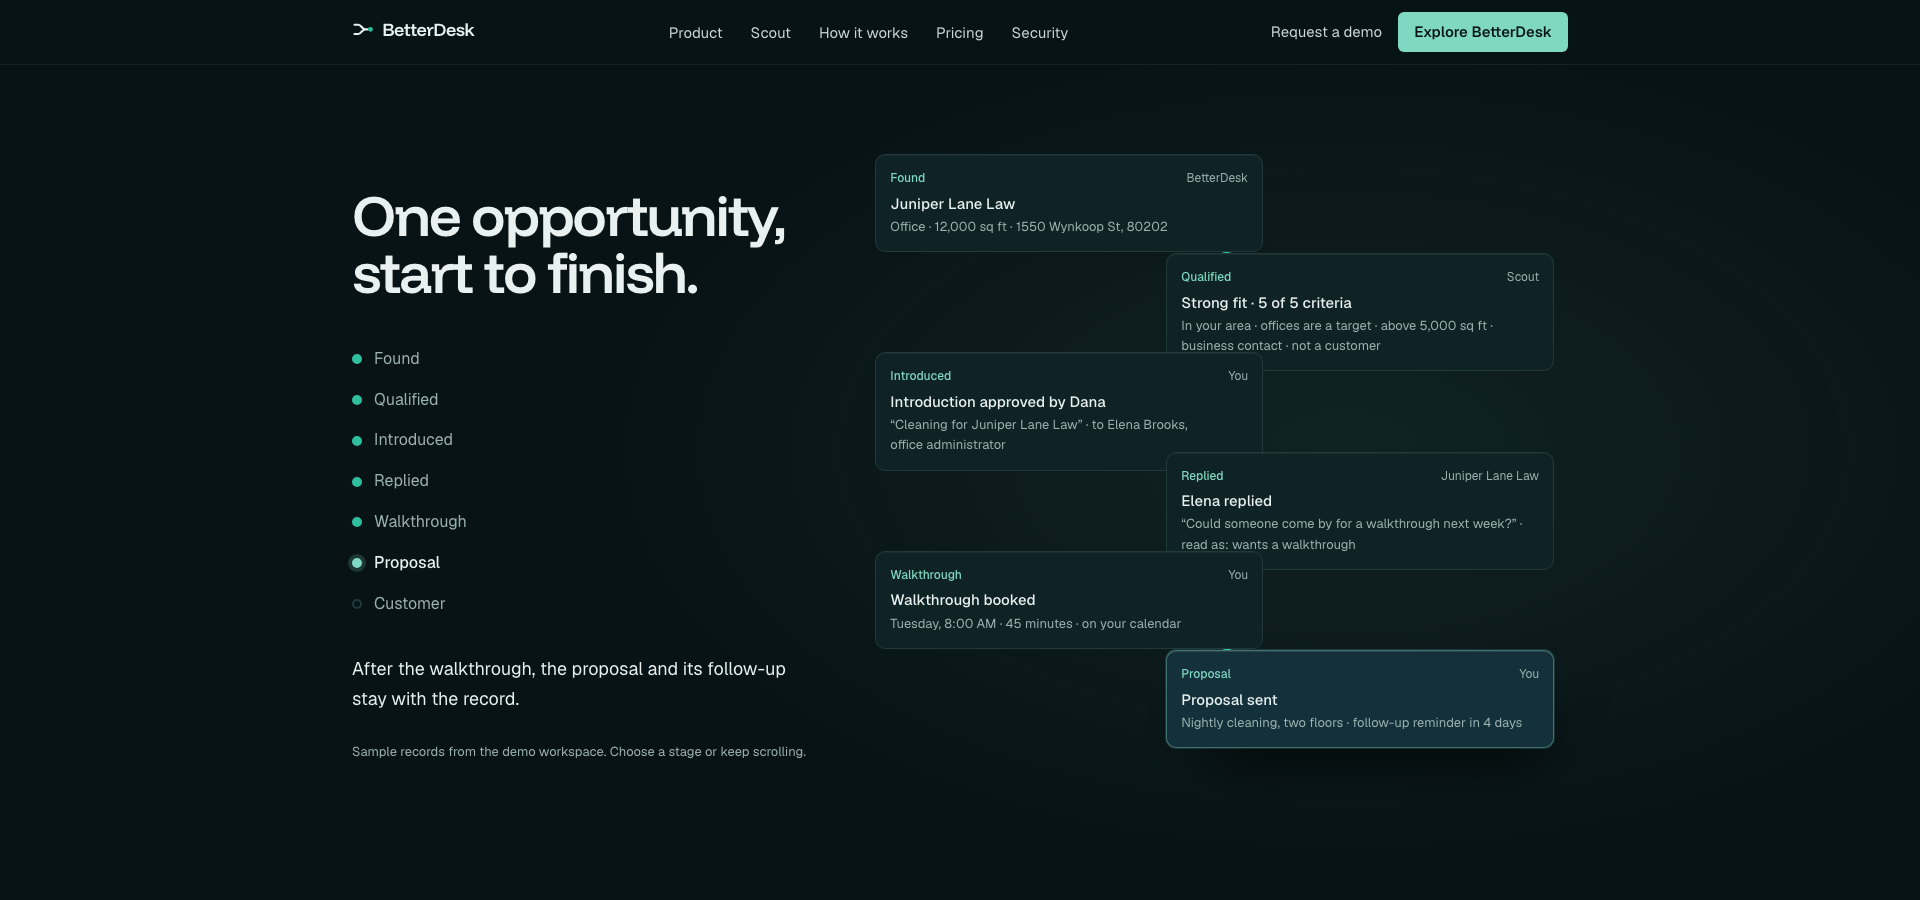 BetterDesk
Product
Scout
How it works
Pricing
Security
Request a demo
Explore BetterDesk
One opportunity,
start to finish.
Found
Qualified
Introduced
Replied
Walkthrough
Proposal
Customer
After the walkthrough, the proposal and its follow-up
stay with the record.
Sample records from the demo workspace. Choose a stage or keep scrolling.
Found
BetterDesk
Juniper Lane Law
Office · 12,000 sq ft · 1550 Wynkoop St, 80202
Qualified
Scout
Strong fit · 5 of 5 criteria
In your area · offices are a target · above 5,000 sq ft ·
business contact · not a customer
Introduced
You
Introduction approved by Dana
“Cleaning for Juniper Lane Law” · to Elena Brooks,
office administrator
Replied
Juniper Lane Law
Elena replied
“Could someone come by for a walkthrough next week?” ·
read as: wants a walkthrough
Walkthrough
You
Walkthrough booked
Tuesday, 8:00 AM · 45 minutes · on your calendar
Proposal
You
Proposal sent
Nightly cleaning, two floors · follow-up reminder in 4 days